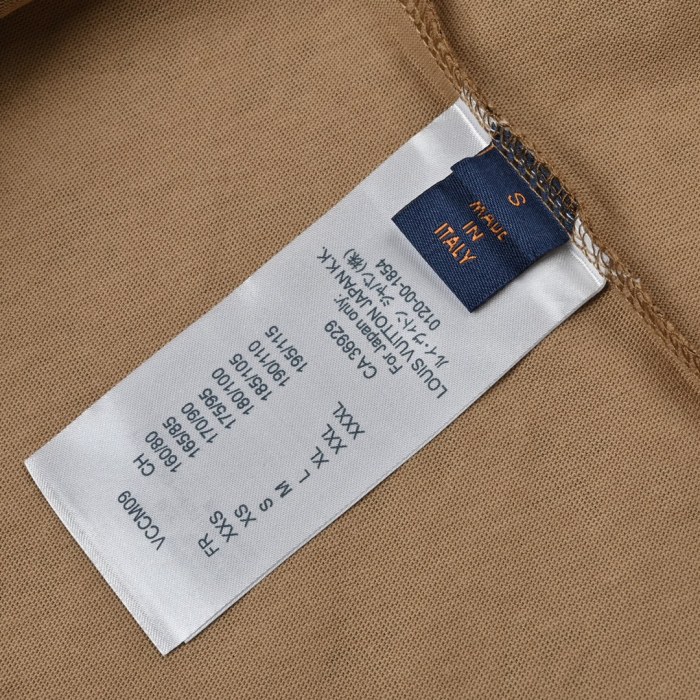 S
MADE
IN
ITALY
VCCM09
FR CH
XXS 160/80
XS 165/85
S 170/90
M 175/95
L 180/100
XL 185/105
XXL 190/110
XXXL 195/115
CA 36929
For Japan only:
LOUIS VUITTON JAPAN K.K.
ルイ・ヴィトン ジャパン(株)
0120-00-1854